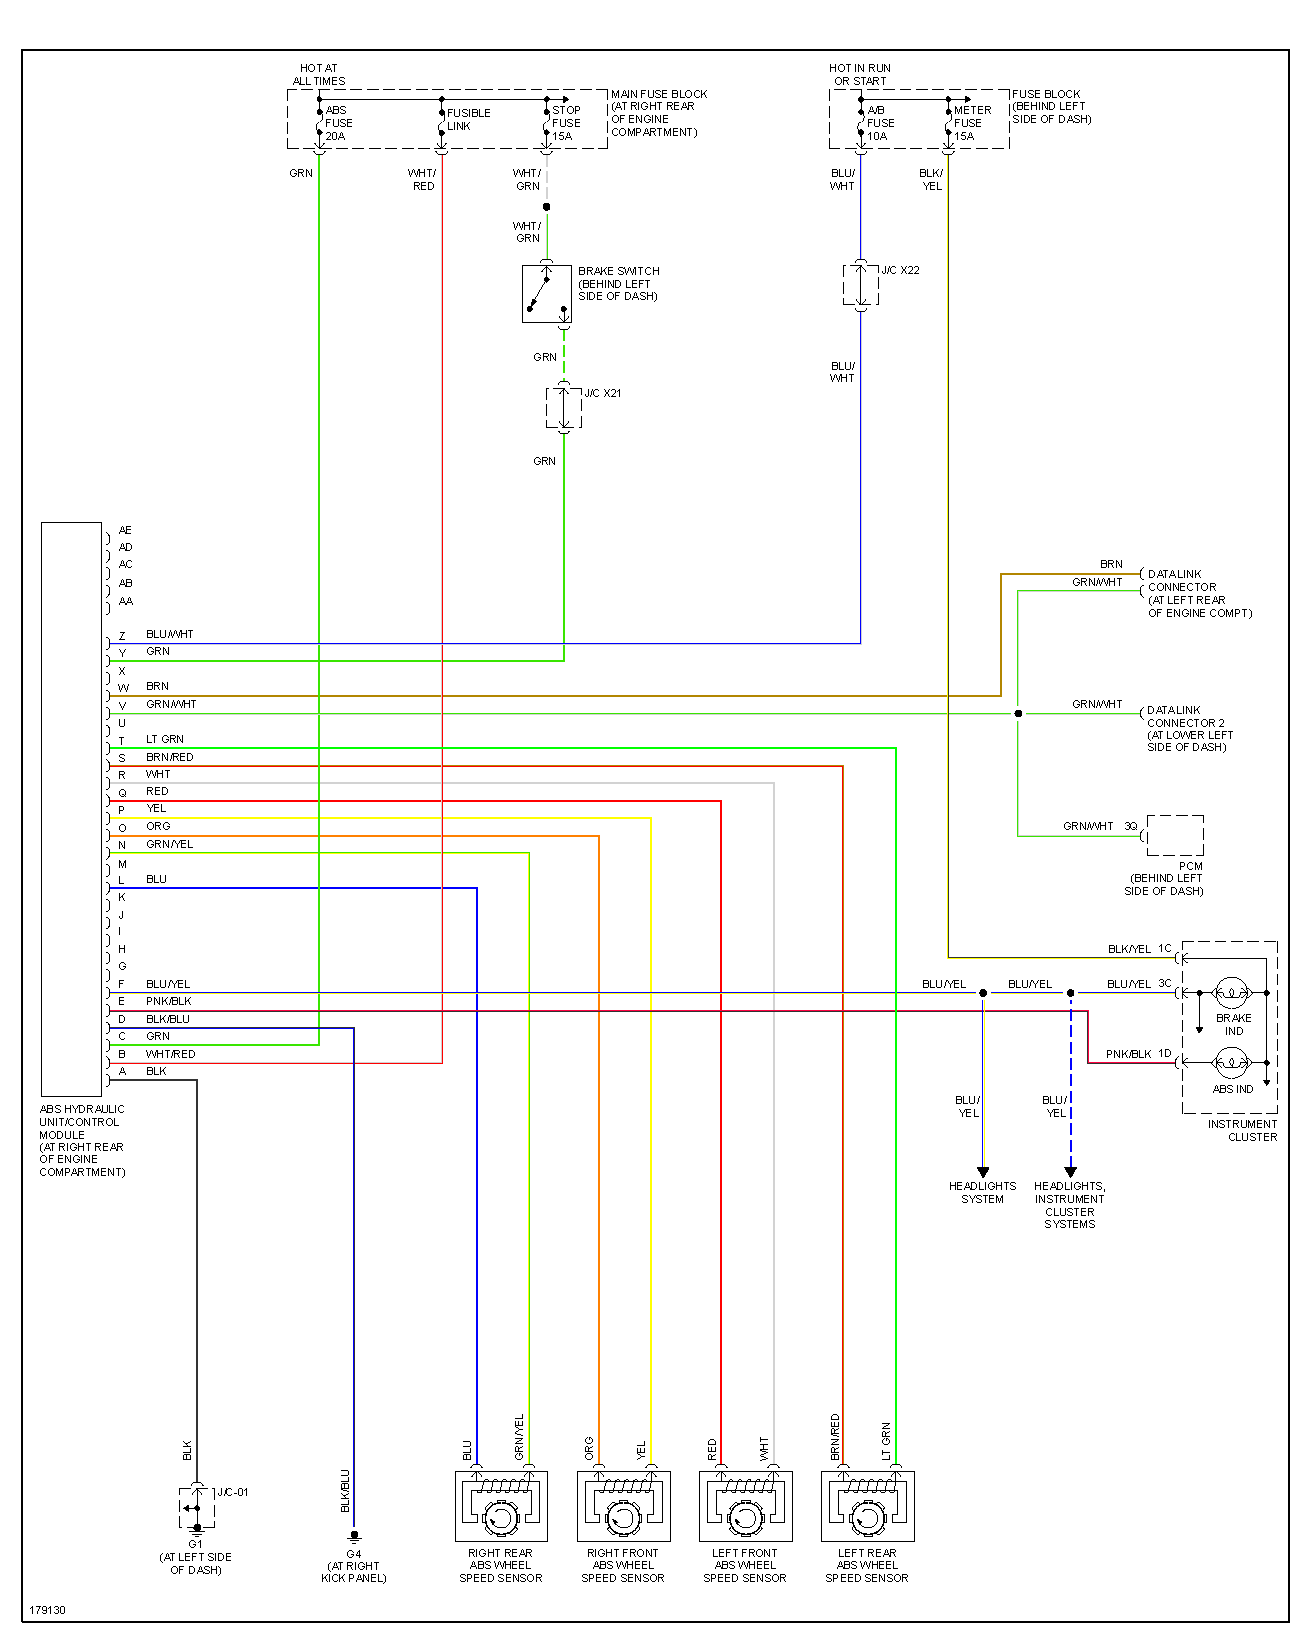 HOT AT
ALL TIMES
ABS
FUSE
20A
FUSIBLE
LINK
STOP
FUSE
15A
MAIN FUSE BLOCK
(AT RIGHT REAR
OF ENGINE
COMPARTMENT)
HOT IN RUN
OR START
A/B
FUSE
10A
METER
FUSE
15A
FUSE BLOCK
(BEHIND LEFT
SIDE OF DASH)
GRN
WHT/
RED
WHT/
GRN
WHT/
GRN
BLU/
WHT
BLK/
YEL
BRAKE SWITCH
(BEHIND LEFT
SIDE OF DASH)
J/C X22
GRN
BLU/
WHT
J/C X21
GRN
AE
AD
AC
AB
AA
Z BLU/WHT
Y GRN
X
W BRN
V GRN/WHT
U
T LT GRN
S BRN/RED
R WHT
Q RED
P YEL
O ORG
N GRN/YEL
M
L BLU
K
J
I
H
G
F BLU/YEL
E PNK/BLK
D BLK/BLU
C GRN
B WHT/RED
A BLK
ABS HYDRAULIC
UNIT/CONTROL
MODULE
(AT RIGHT REAR
OF ENGINE
COMPARTMENT)
BRN
GRN/WHT
DATA LINK
CONNECTOR
(AT LEFT REAR
OF ENGINE COMPT)
GRN/WHT
DATA LINK
CONNECTOR 2
(AT LOWER LEFT
SIDE OF DASH)
GRN/WHT 3Q
PCM
(BEHIND LEFT
SIDE OF DASH)
BLK/YEL 1C
BLU/YEL
BLU/YEL
BLU/YEL 3C
BRAKE
IND
PNK/BLK 1D
ABS IND
INSTRUMENT
CLUSTER
BLU/
YEL
BLU/
YEL
HEADLIGHTS
SYSTEM
HEADLIGHTS,
INSTRUMENT
CLUSTER
SYSTEMS
BLK
BLK/BLU
BLU
GRN/YEL
ORG
YEL
RED
WHT
BRN/RED
LT GRN
J/C-01
G1
(AT LEFT SIDE
OF DASH)
G4
(AT RIGHT
KICK PANEL)
RIGHT REAR
ABS WHEEL
SPEED SENSOR
RIGHT FRONT
ABS WHEEL
SPEED SENSOR
LEFT FRONT
ABS WHEEL
SPEED SENSOR
LEFT REAR
ABS WHEEL
SPEED SENSOR
179130